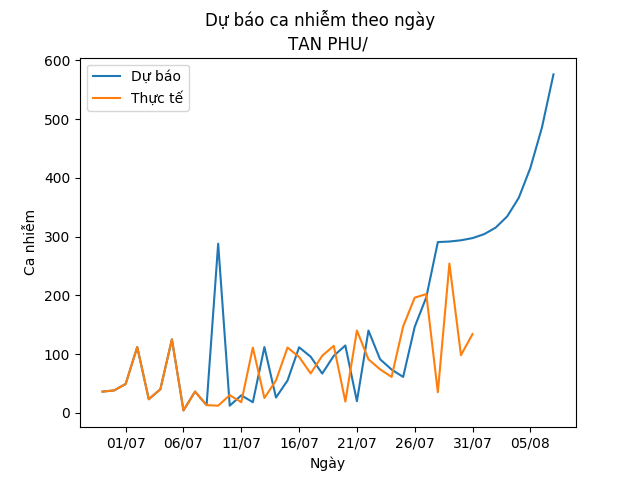 Dự báo ca nhiễm theo ngày
TAN PHU/
Dự báo
Thực tế
Ca nhiễm
600
500
400
300
200
100
0
01/07 06/07 11/07 16/07 21/07 26/07 31/07 05/08
Ngày